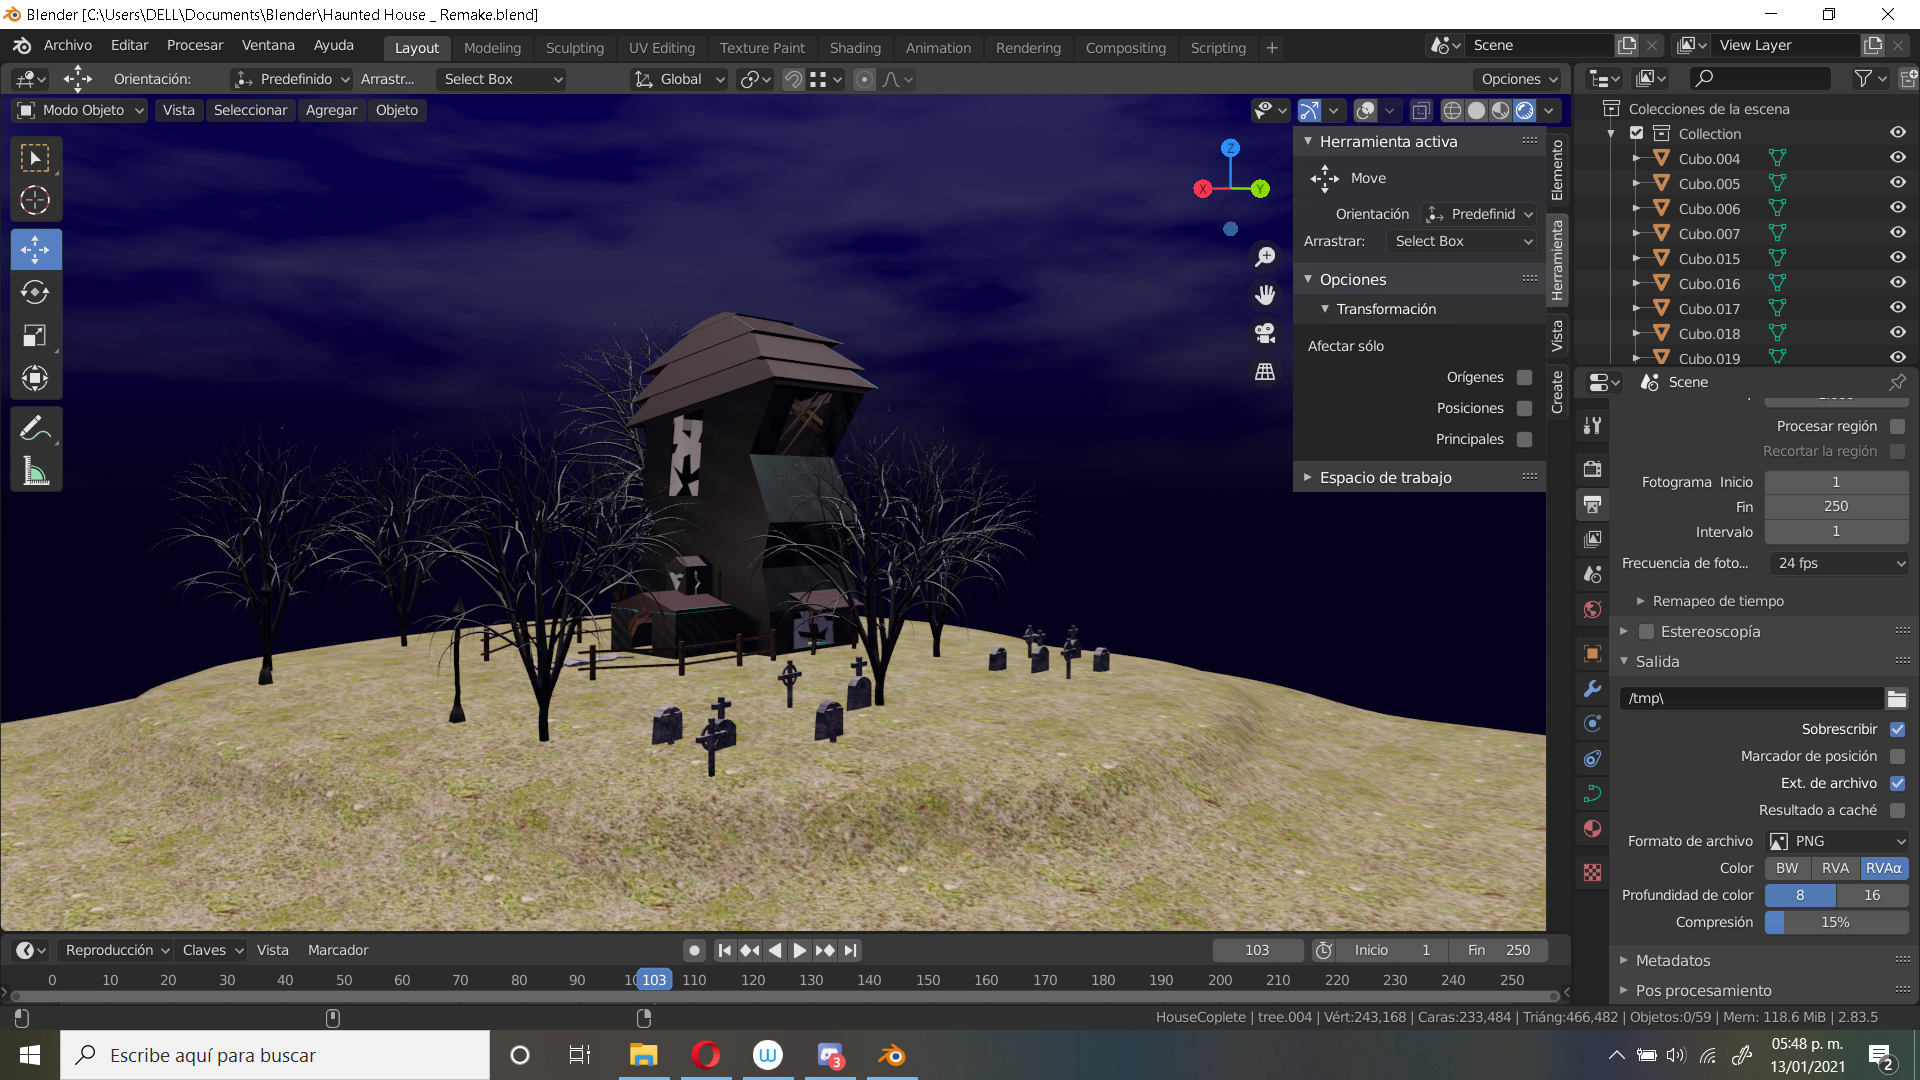 Blender [C:\Users\DELL\Documents\Blender\Haunted House _ Remake.blend]
Archivo Editar Procesar Ventana Ayuda Layout Modeling Sculpting UV Editing Texture Paint Shading Animation Rendering Compositing Scripting + Scene View Layer
Orientación: Predefinido Arrastr... Select Box Global Opciones
Modo Objeto Vista Seleccionar Agregar Objeto
Z
X Y
Herramienta activa
Move
Orientación Predefinid
Arrastrar: Select Box
Opciones
Transformación
Afectar sólo
Orígenes
Posiciones
Principales
Espacio de trabajo
Elemento
Herramienta
Vista
Create
Colecciones de la escena
Collection
Cubo.004
Cubo.005
Cubo.006
Cubo.007
Cubo.015
Cubo.016
Cubo.017
Cubo.018
Cubo.019
Scene
Procesar región
Recortar la región
Fotograma Inicio 1
Fin 250
Intervalo 1
Frecuencia de foto... 24 fps
Remapeo de tiempo
Estereoscopía
Salida
/tmp\
Sobrescribir
Marcador de posición
Ext. de archivo
Resultado a caché
Formato de archivo PNG
Color BW RVA RVAα
Profundidad de color 8 16
Compresión 15%
Metadatos
Pos procesamiento
Reproducción Claves Vista Marcador 103 Inicio 1 Fin 250
0 10 20 30 40 50 60 70 80 90 103 110 120 130 140 150 160 170 180 190 200 210 220 230 240 250
HouseCoplete | tree.004 | Vért:243,168 | Caras:233,484 | Triáng:466,482 | Objetos:0/59 | Mem: 118.6 MiB | 2.83.5
Escribe aquí para buscar
3
05:48 p. m.
13/01/2021
2